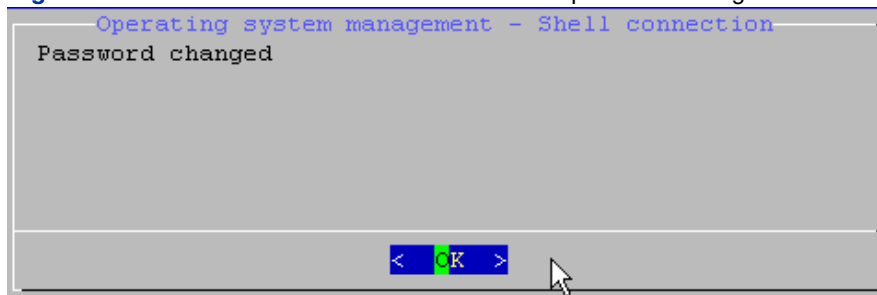 Operating system management - Shell connection
Password changed
< OK >